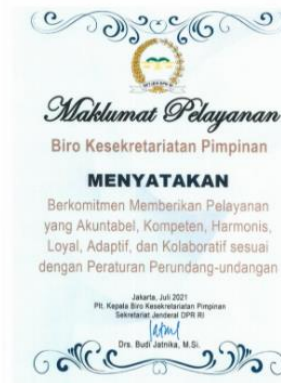 Maklumat Pelayanan
Biro Kesekretariatan Pimpinan
MENYATAKAN
Berkomitmen Memberikan Pelayanan
yang Akuntabel, Kompeten, Harmonis,
Loyal, Adaptif, dan Kolaboratif sesuai
dengan Peraturan Perundang-undangan
Jakarta, Juli 2021
Plt. Kepala Biro Kesekretariatan Pimpinan
Sekretariat Jenderal DPR RI
Drs. Budi Jatnika, M.Si.